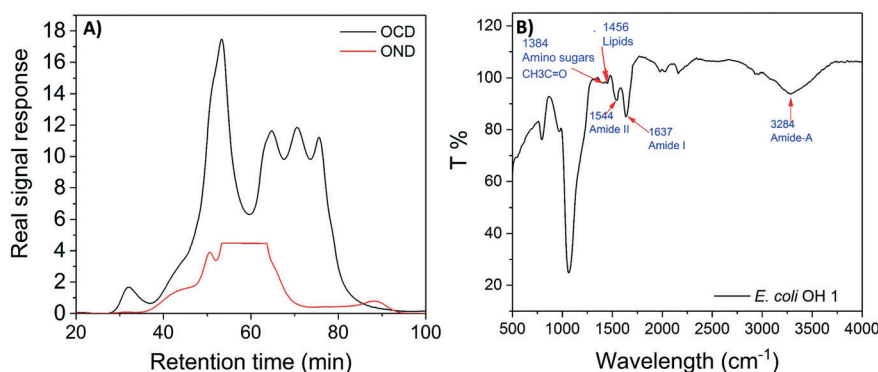 A)
OCD
OND
18
16
14
12
10
8
6
4
2
0
20
40
60
80
100
Real signal response
Retention time (min)
B)
1456
. Lipids
1384
Amino sugars
CH3C=O
1544
Amide II
1637
Amide I
3284
Amide-A
120
100
80
60
40
20
T %
E. coli OH 1
500
1000
1500
2000
2500
3000
3500
4000
Wavelength (cm⁻¹)